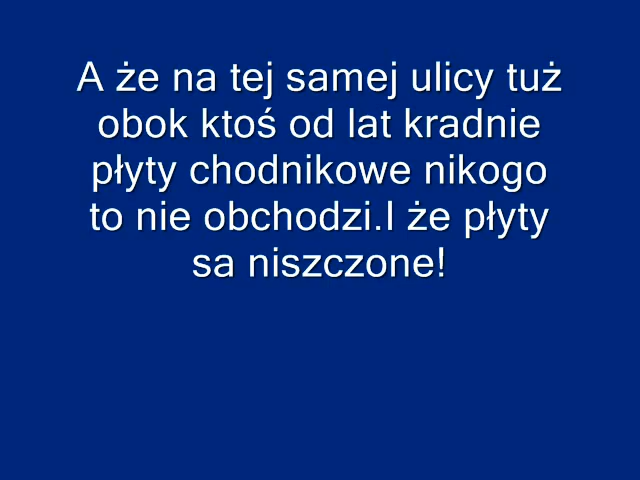 A że na tej samej ulicy tuż
obok ktoś od lat kradnie
płyty chodnikowe nikogo
to nie obchodzi.I że płyty
sa niszczone!